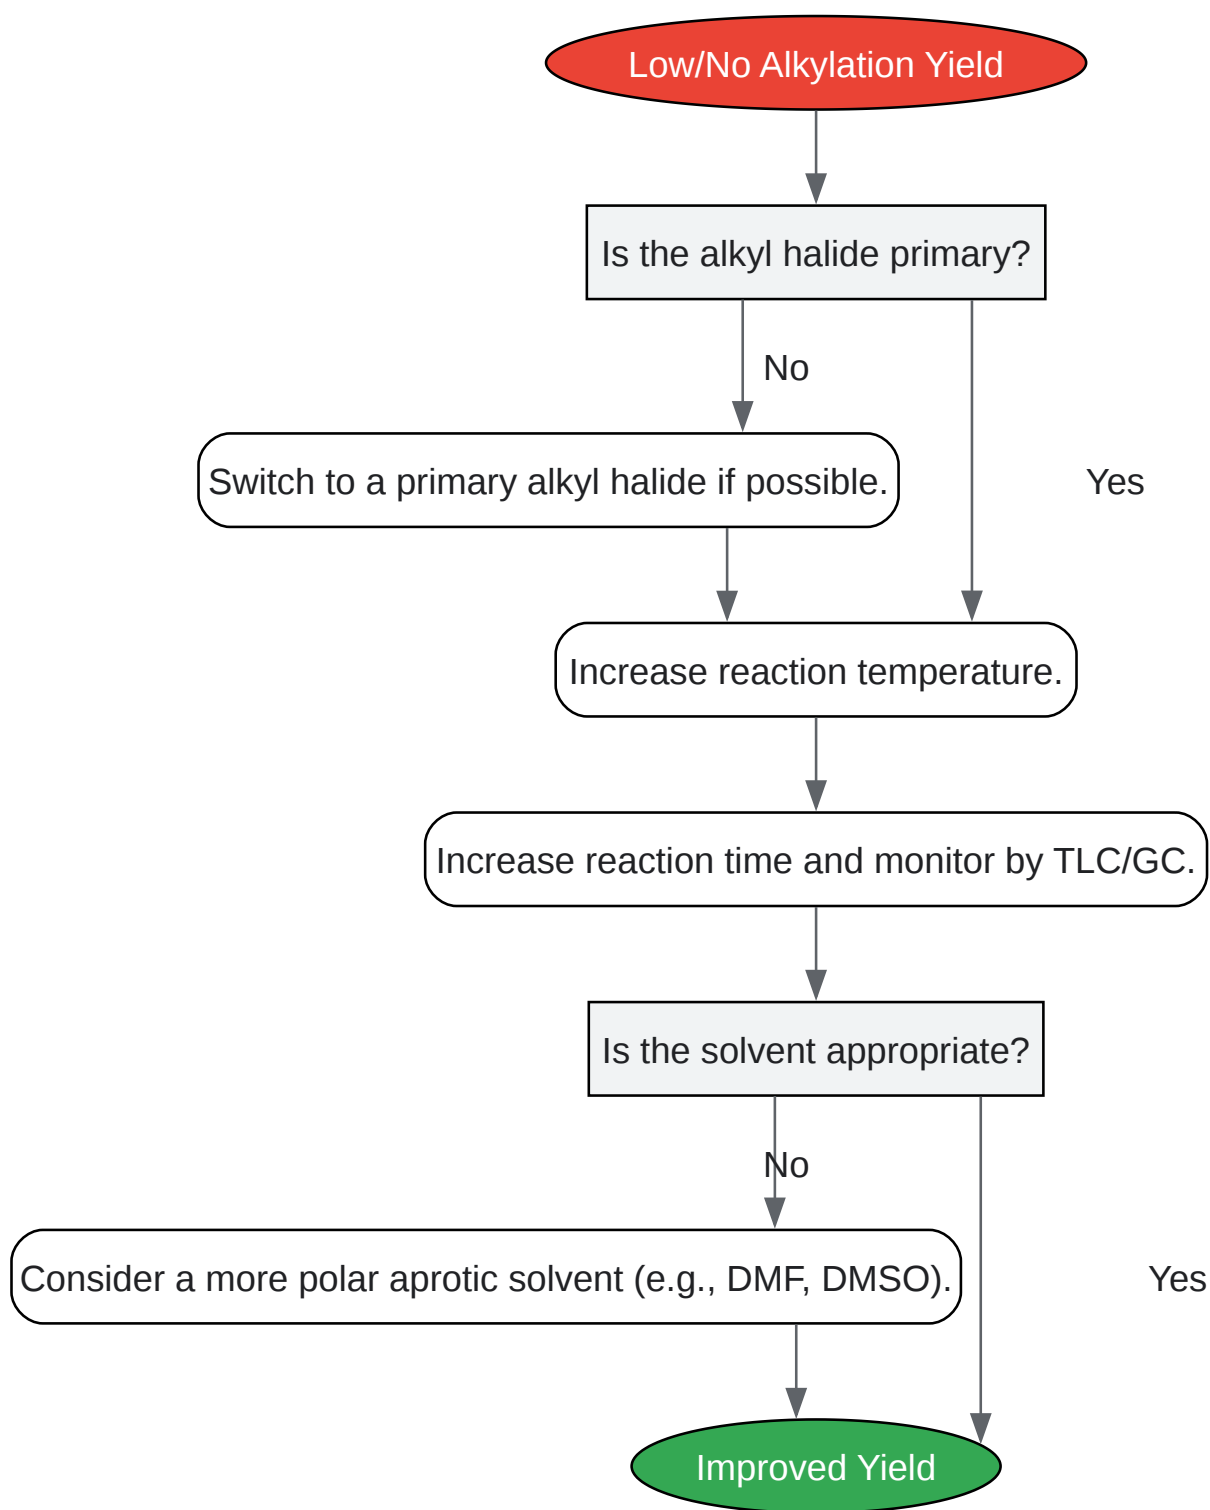 Low/No Alkylation Yield
Is the alkyl halide primary?
No
Switch to a primary alkyl halide if possible.
Yes
Increase reaction temperature.
Increase reaction time and monitor by TLC/GC.
Is the solvent appropriate?
No
Consider a more polar aprotic solvent (e.g., DMF, DMSO).
Yes
Improved Yield